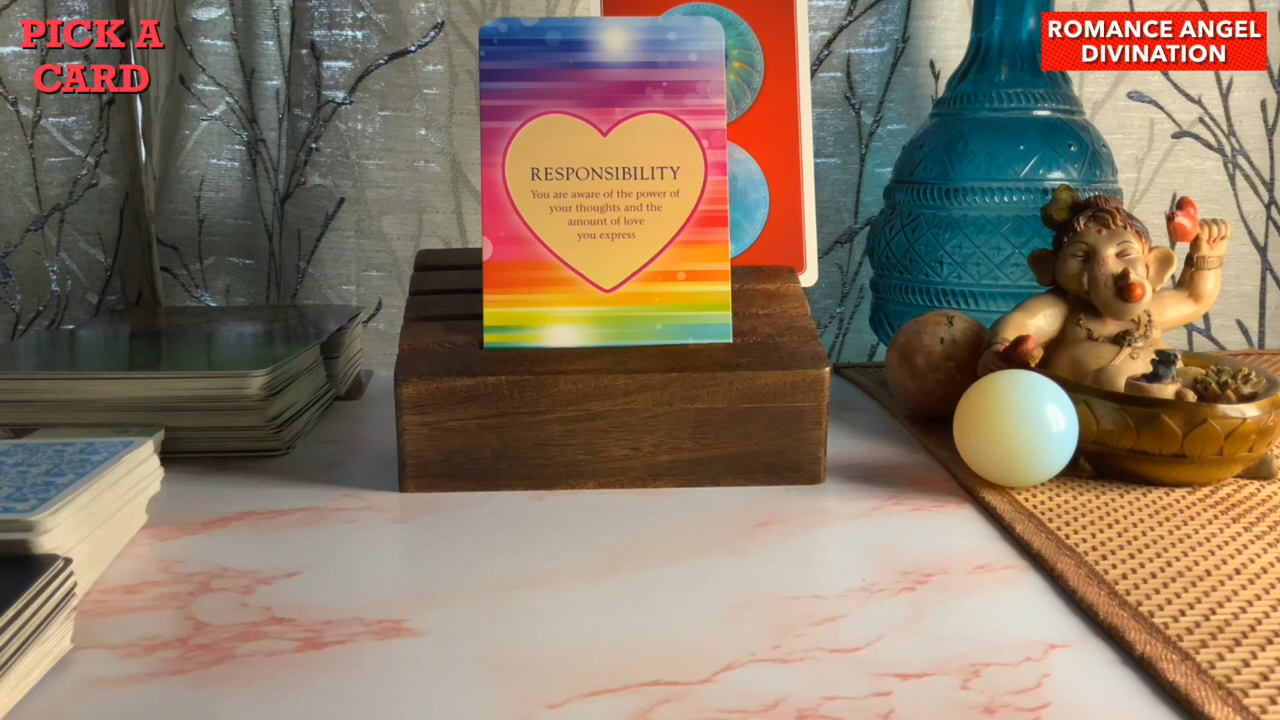 PICK A
CARD
ROMANCE ANGEL
DIVINATION
RESPONSIBILITY
You are aware of the power of
your thoughts and the
amount of love
you express